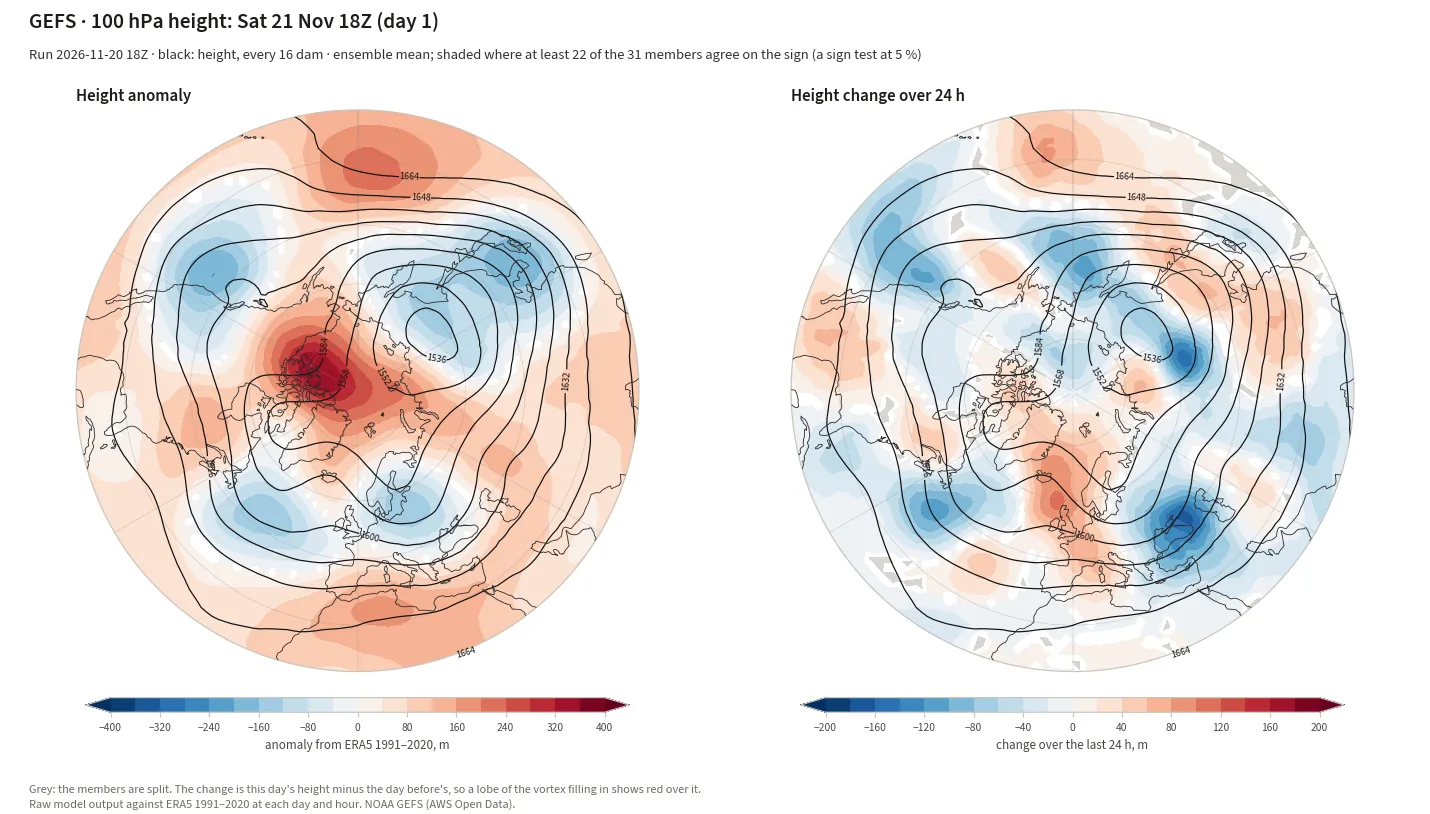 GEFS · 100 hPa height: Sat 21 Nov 18Z (day 1)
Run 2026-11-20 18Z · black: height, every 16 dam · ensemble mean; shaded where at least 22 of the 31 members agree on the sign (a sign test at 5 %)
Height anomaly
Height change over 24 h
1664
1648
1584
1568
1552
1536
1632
1600
1664
1664
1648
1584
1568
1552
1536
1632
1600
1664
−400 −320 −240 −160 −80 0 80 160 240 320 400
anomaly from ERA5 1991–2020, m
−200 −160 −120 −80 −40 0 40 80 120 160 200
change over the last 24 h, m
Grey: the members are split. The change is this day's height minus the day before's, so a lobe of the vortex filling in shows red over it.
Raw model output against ERA5 1991–2020 at each day and hour. NOAA GEFS (AWS Open Data).